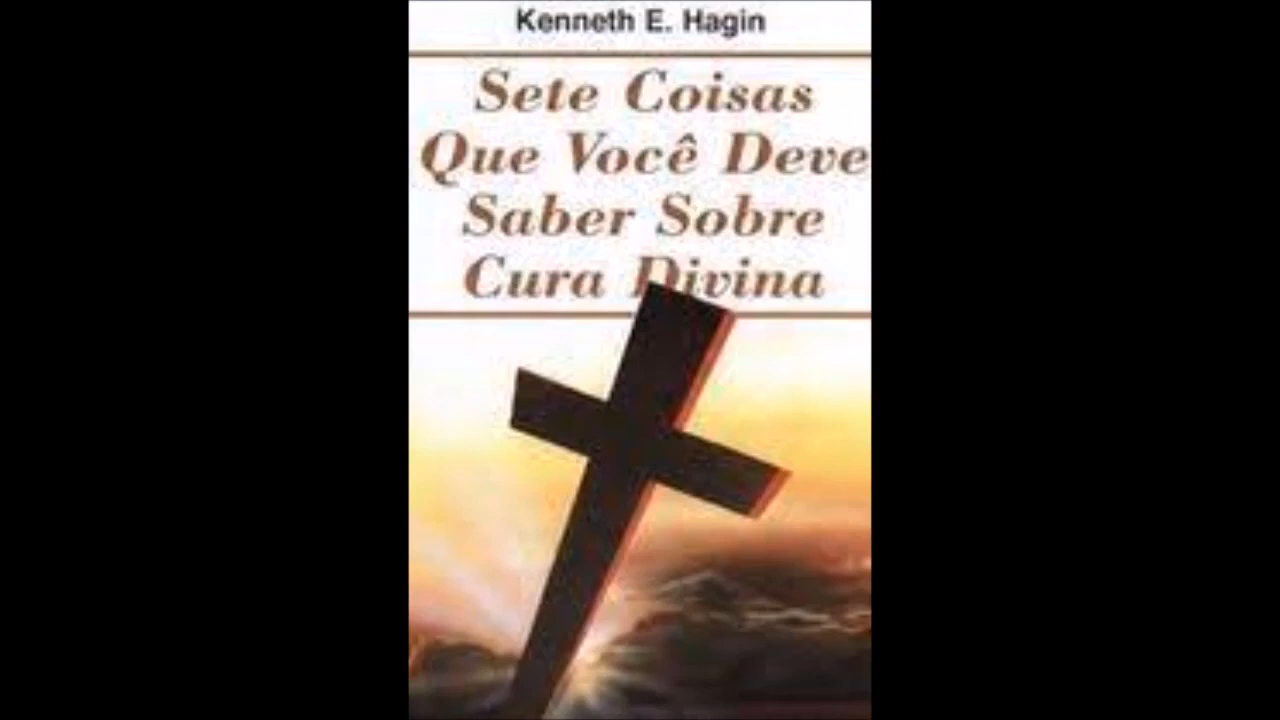 Kenneth E. Hagin
Sete Coisas
Que Você Deve
Saber Sobre
Cura Divina